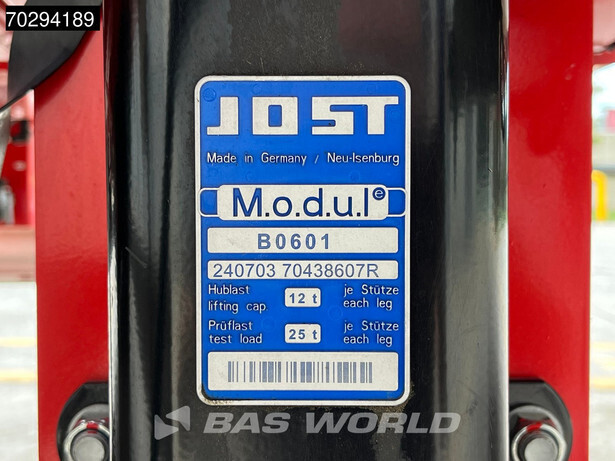 70294189
JOST
Made in Germany / Neu-Isenburg
M.o.d.u.l e
B0601
240703 70438607R
Hublast 12 t je Stütze
lifting cap. each leg
Prüflast 25 t je Stütze
test load each leg
BAS WORLD